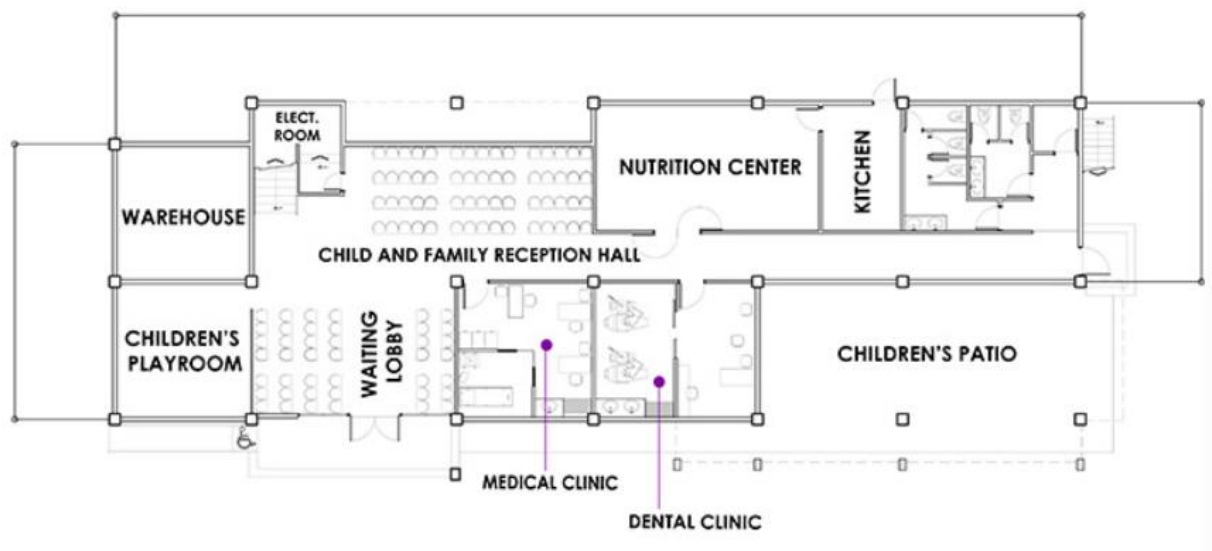 ELECT.
ROOM
NUTRITION CENTER
KITCHEN
WAREHOUSE
CHILD AND FAMILY RECEPTION HALL
CHILDREN'S
PLAYROOM
WAITING
LOBBY
CHILDREN'S PATIO
MEDICAL CLINIC
DENTAL CLINIC